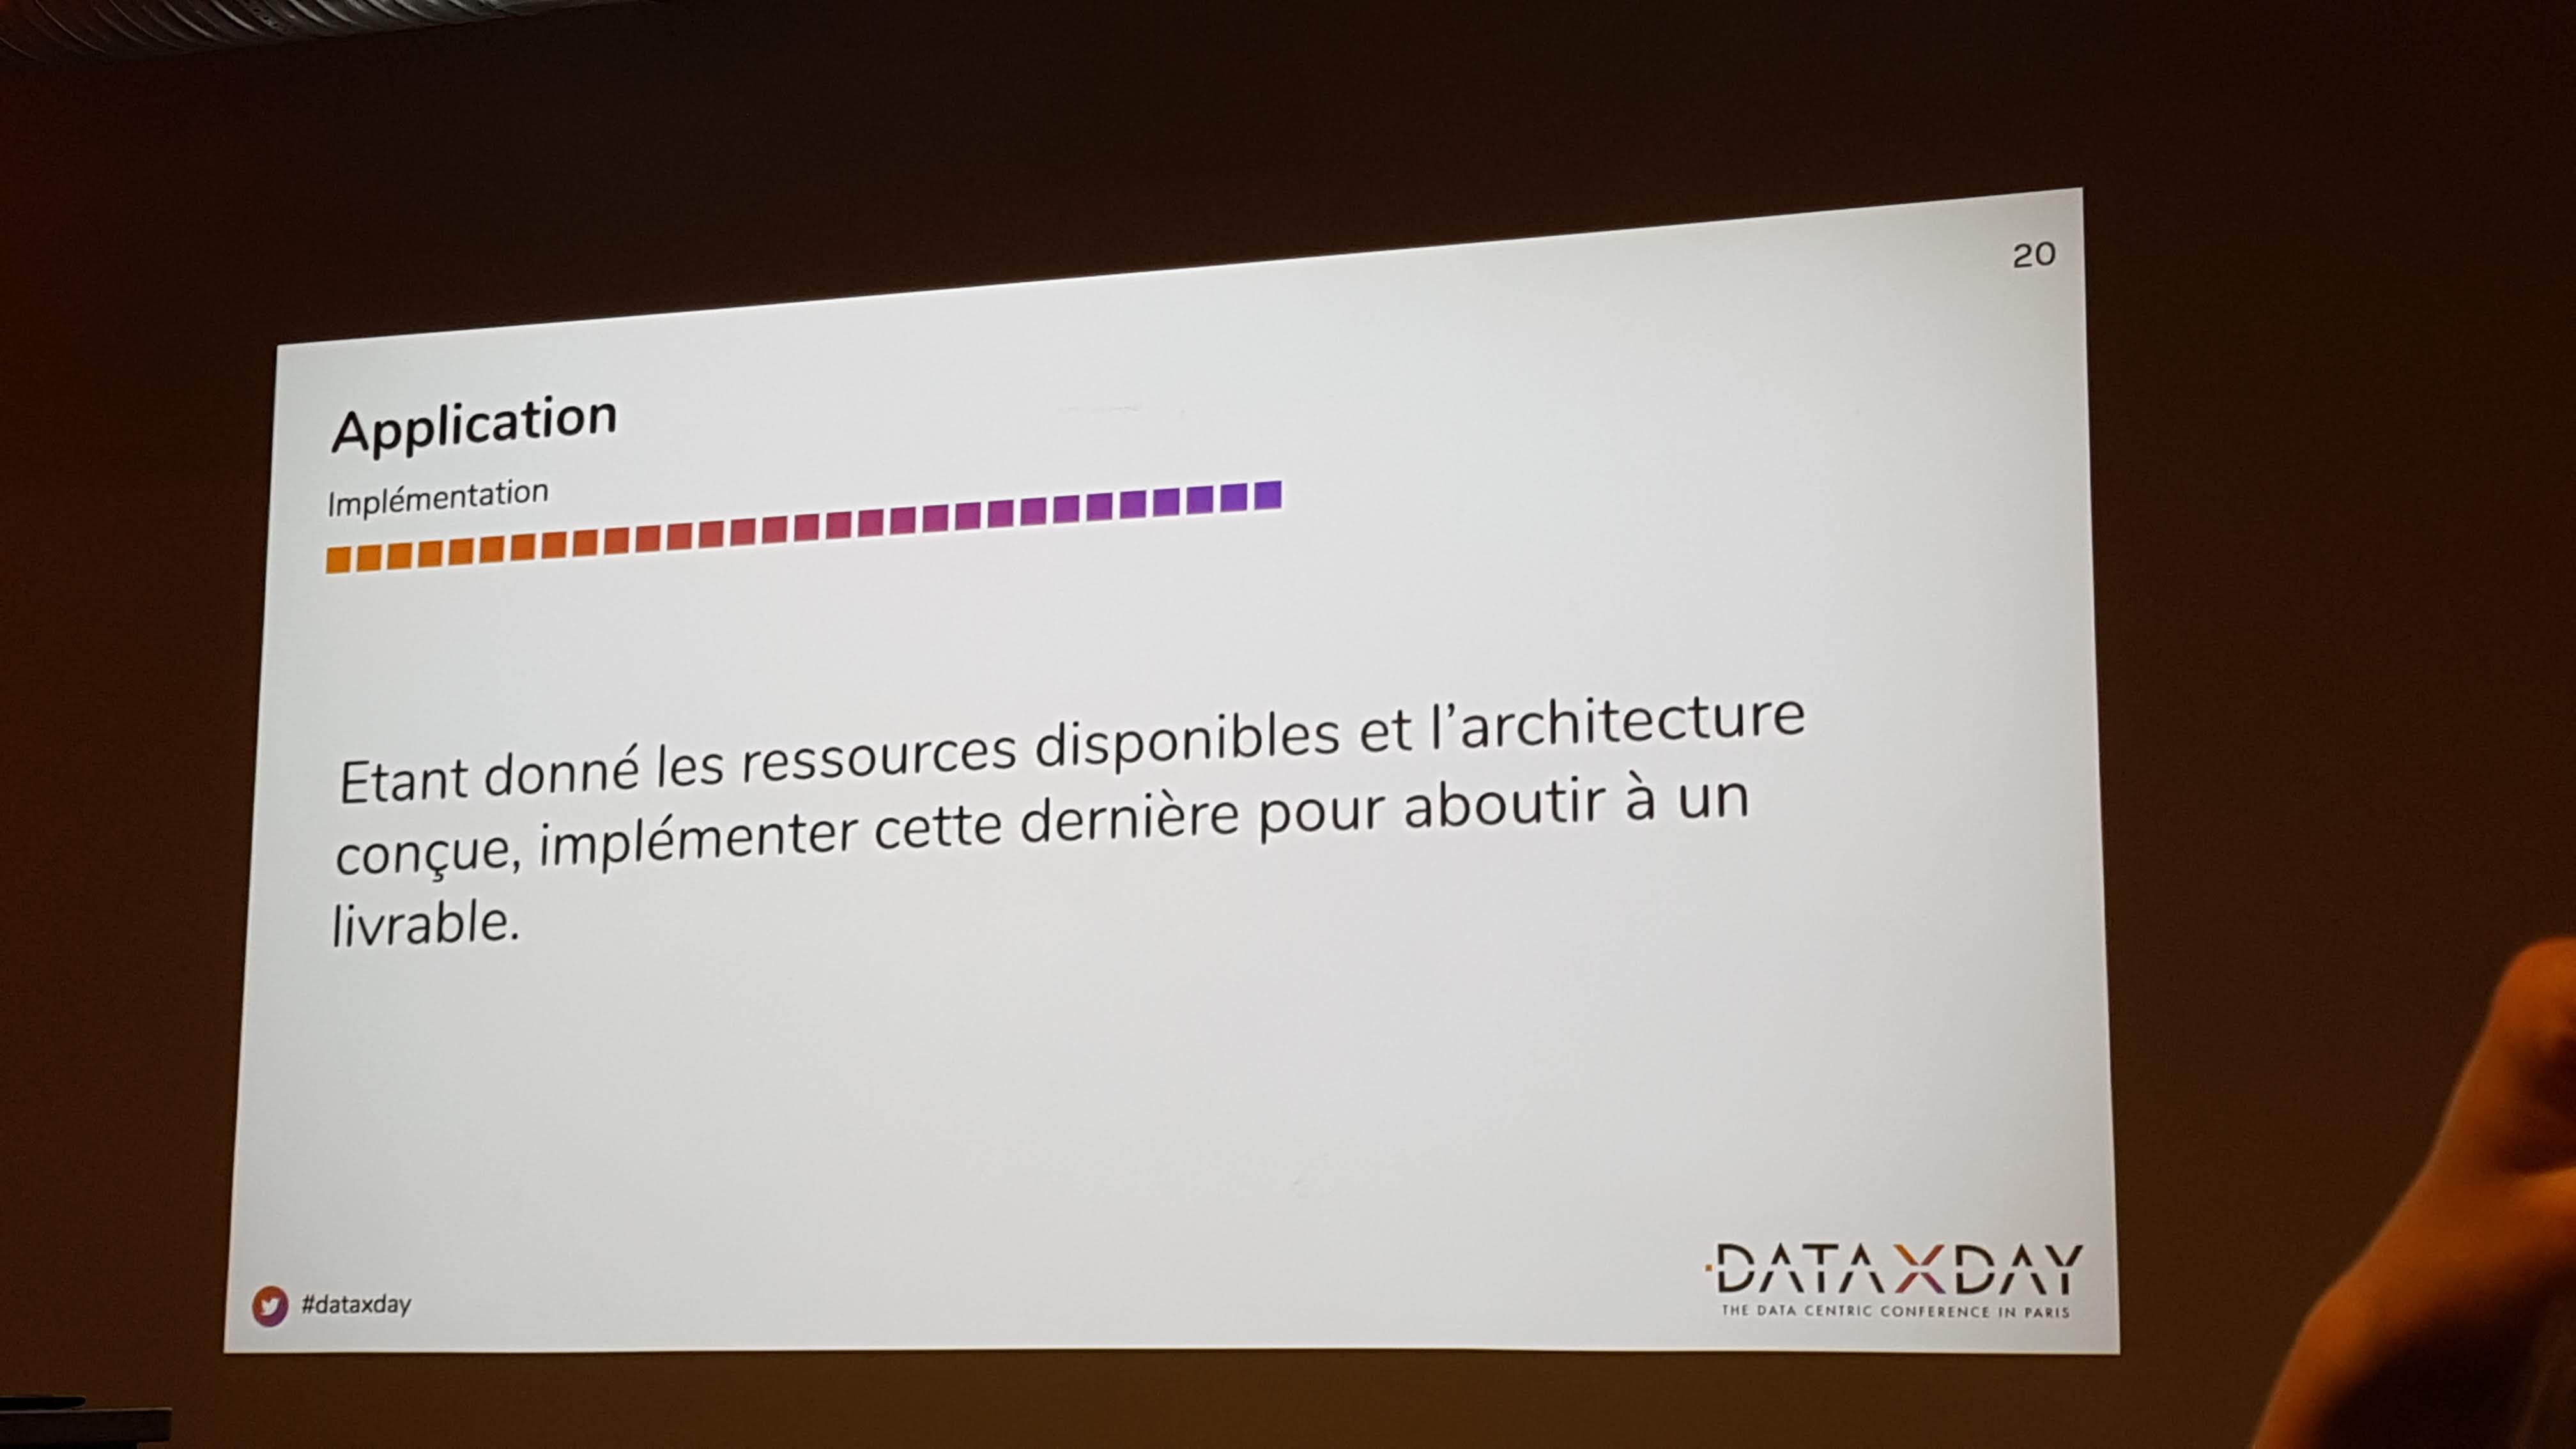 20
Application
Implémentation
Etant donné les ressources disponibles et l’architecture
conçue, implémenter cette dernière pour aboutir à un
livrable.
#dataxday
DATAXDAY
THE DATA CENTRIC CONFERENCE IN PARIS